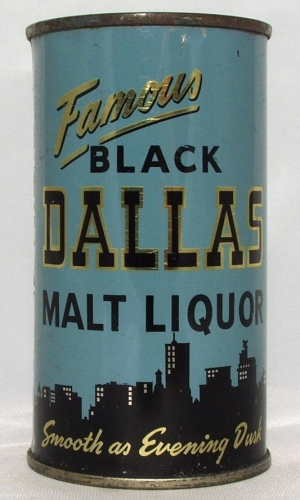 Famous
BLACK
DALLAS
MALT LIQUOR
Smooth as Evening Dusk